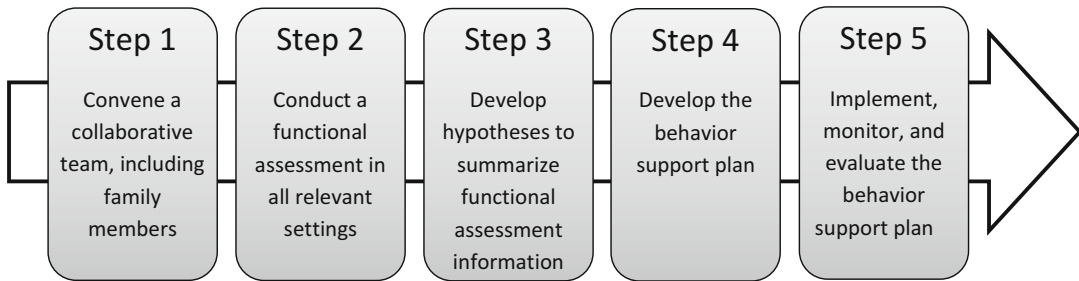 Step 1
Convene a
collaborative
team, including
family
members
Step 2
Conduct a
functional
assessment in
all relevant
settings
Step 3
Develop
hypotheses to
summarize
functional
assessment
information
Step 4
Develop the
behavior
support plan
Step 5
Implement,
monitor, and
evaluate the
behavior
support plan